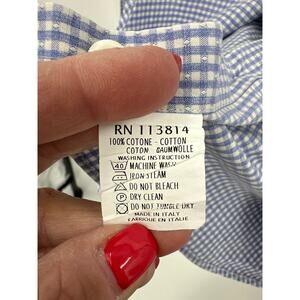 RN 113814
100% COTONE - COTTON
COTON BAUMWOLLE
WASHING INSTRUCTION
40 MACHINE WASH
IRON STEAM
DO NOT BLEACH
P DRY CLEAN
DO NOT TUMBLE DRY
MADE IN ITALY
FABRIQUE EN ITALIE